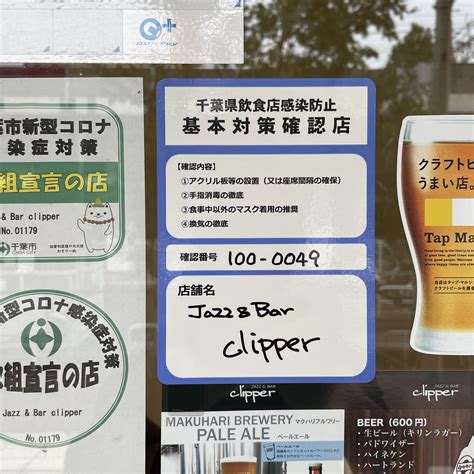 千葉県飲食店感染防止
基本対策確認店
【確認内容】
①アクリル板等の設置（又は座席間隔の確保）
②手指消毒の徹底
③食事中以外のマスク着用の推奨
④換気の徹底
確認番号 100-0049
店舗名
Jazz & Bar
clipper
葉市新型コロナ
染症対策
組宣言の店
& Bar clipper
No. 01179
千葉市
CHIBA CITY
新型コロナ感染症対策
組宣言の店
Jazz & Bar clipper
No. 01179
クラフトビ
うまい店。
Tap Ma
JAZZ & BAR
clipper
JAZZ & BAR
clipper
MAKUHARI BREWERY
マクハリブルワリー
PALE ALE
ペールエール
BEER (600円)
・生ビール（キリンラガー）
・バドワイザー
・ハイネケン
・ハートランド